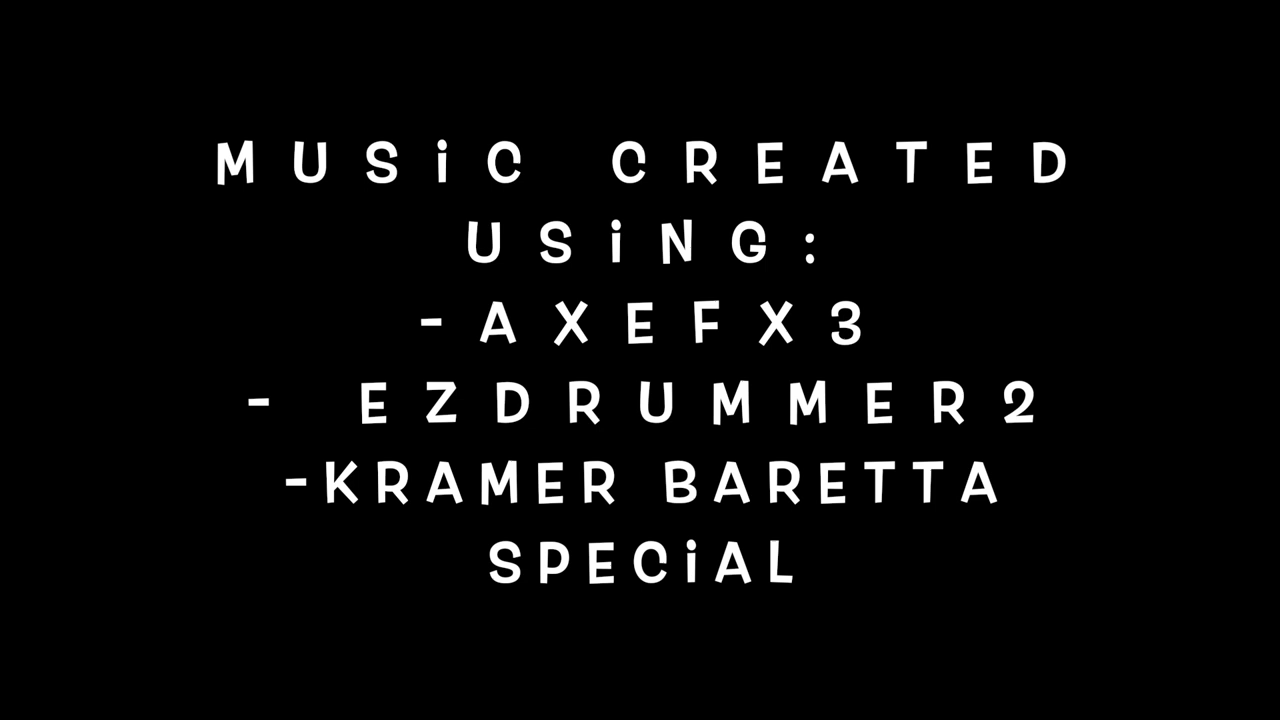 MUSiC CREATED
USiNG:
-AXEFX3
- EZDRUMMER2
-KRAMER BARETTA
SPECiAL